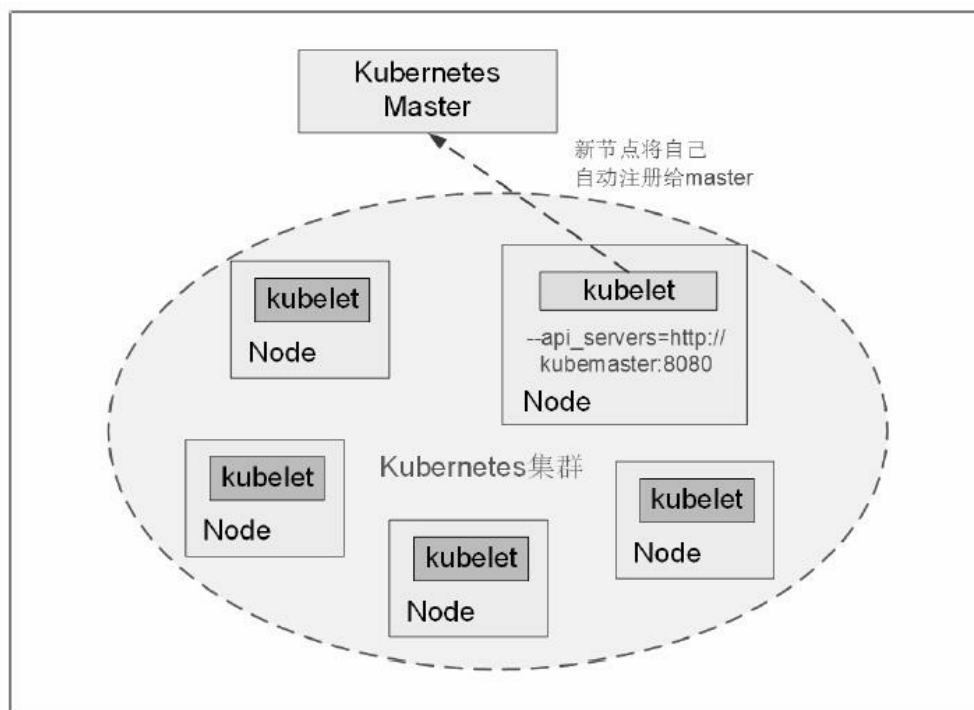 Kubernetes
Master
新节点将自己
自动注册给master
kubelet
Node
kubelet
--api_servers=http://
kubemaster:8080
Node
kubelet
Node
Kubernetes集群
kubelet
Node
kubelet
Node